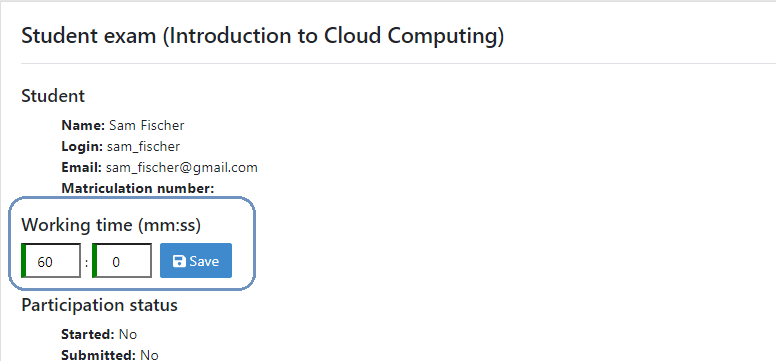 Student exam (Introduction to Cloud Computing)
Student
Name: Sam Fischer
Login: sam_fischer
Email: sam_fischer@gmail.com
Matriculation number:
Working time (mm:ss)
60 : 0 Save
Participation status
Started: No
Submitted: No